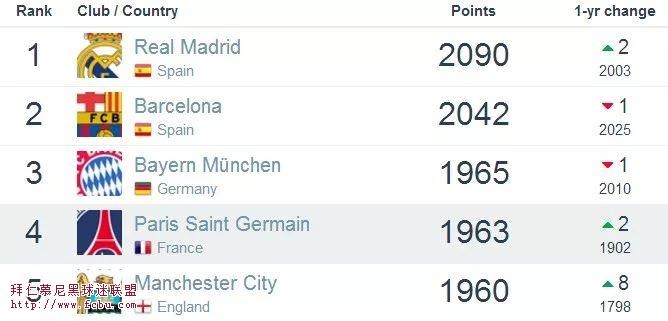 Rank Club / Country Points 1-yr change
1 Real Madrid 2090 2
Spain 2003
2 Barcelona 2042 1
Spain 2025
FCB
3 Bayern München 1965 1
Germany 2010
4 Paris Saint Germain 1963 2
France 1902
5 Manchester City 1960 8
England 1798
拜仁慕尼黑球迷联盟
http://www.fcbu.com